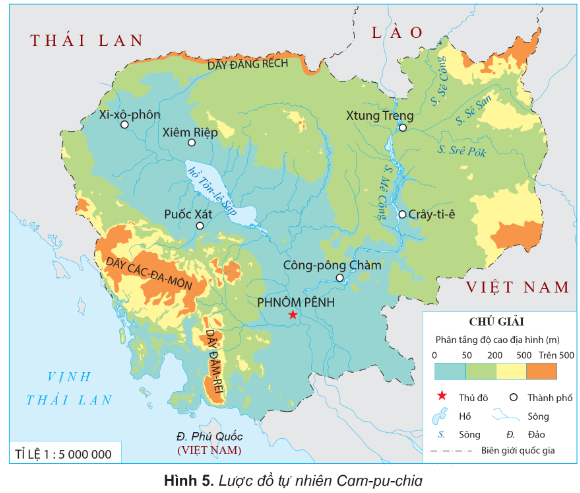 THÁI LAN
LÀO
DÃY ĐĂNG RÊCH
Xi-xô-phôn
Xiêm Riệp
hồ Tôn-lê-Sáp
Puốc Xát
Xtung Treng
S. Sê Công
S. Sê San
S. Srê Pôk
S. Mê Công
Crây-ti-ê
Công-pông Chàm
PHNÔM PÊNH
DÃY CÁC-ĐA-MÔN
DÃY ĐĂM-RÊI
VIỆT NAM
VỊNH
THÁI LAN
Đ. Phú Quốc
(VIỆT NAM)
CHÚ GIẢI
Phân tầng độ cao địa hình (m)
0 50 200 500 Trên 500
Thủ đô Thành phố
Hồ Sông
S. Sông Đ. Đảo
Biên giới quốc gia
TỈ LỆ 1 : 5 000 000
Hình 5. Lược đồ tự nhiên Cam-pu-chia